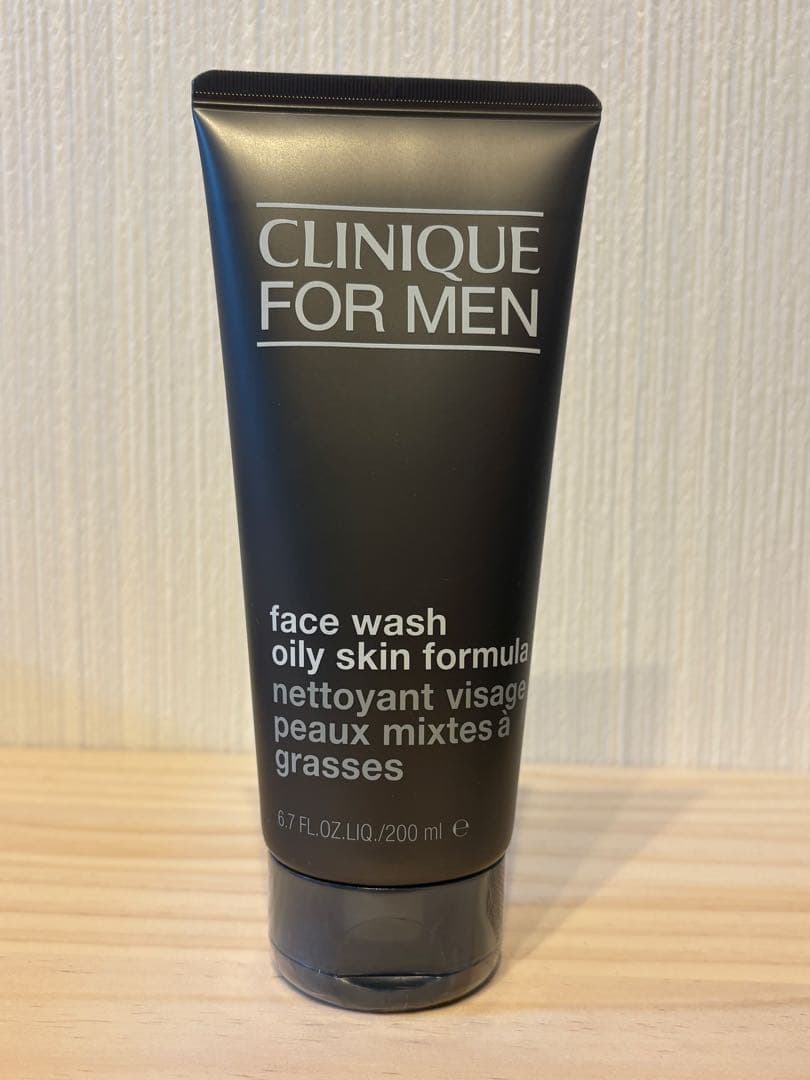 CLINIQUE
FOR MEN
face wash
oily skin formula
nettoyant visage
peaux mixtes à
grasses
6.7 FL.OZ.LIQ./200 ml ℮